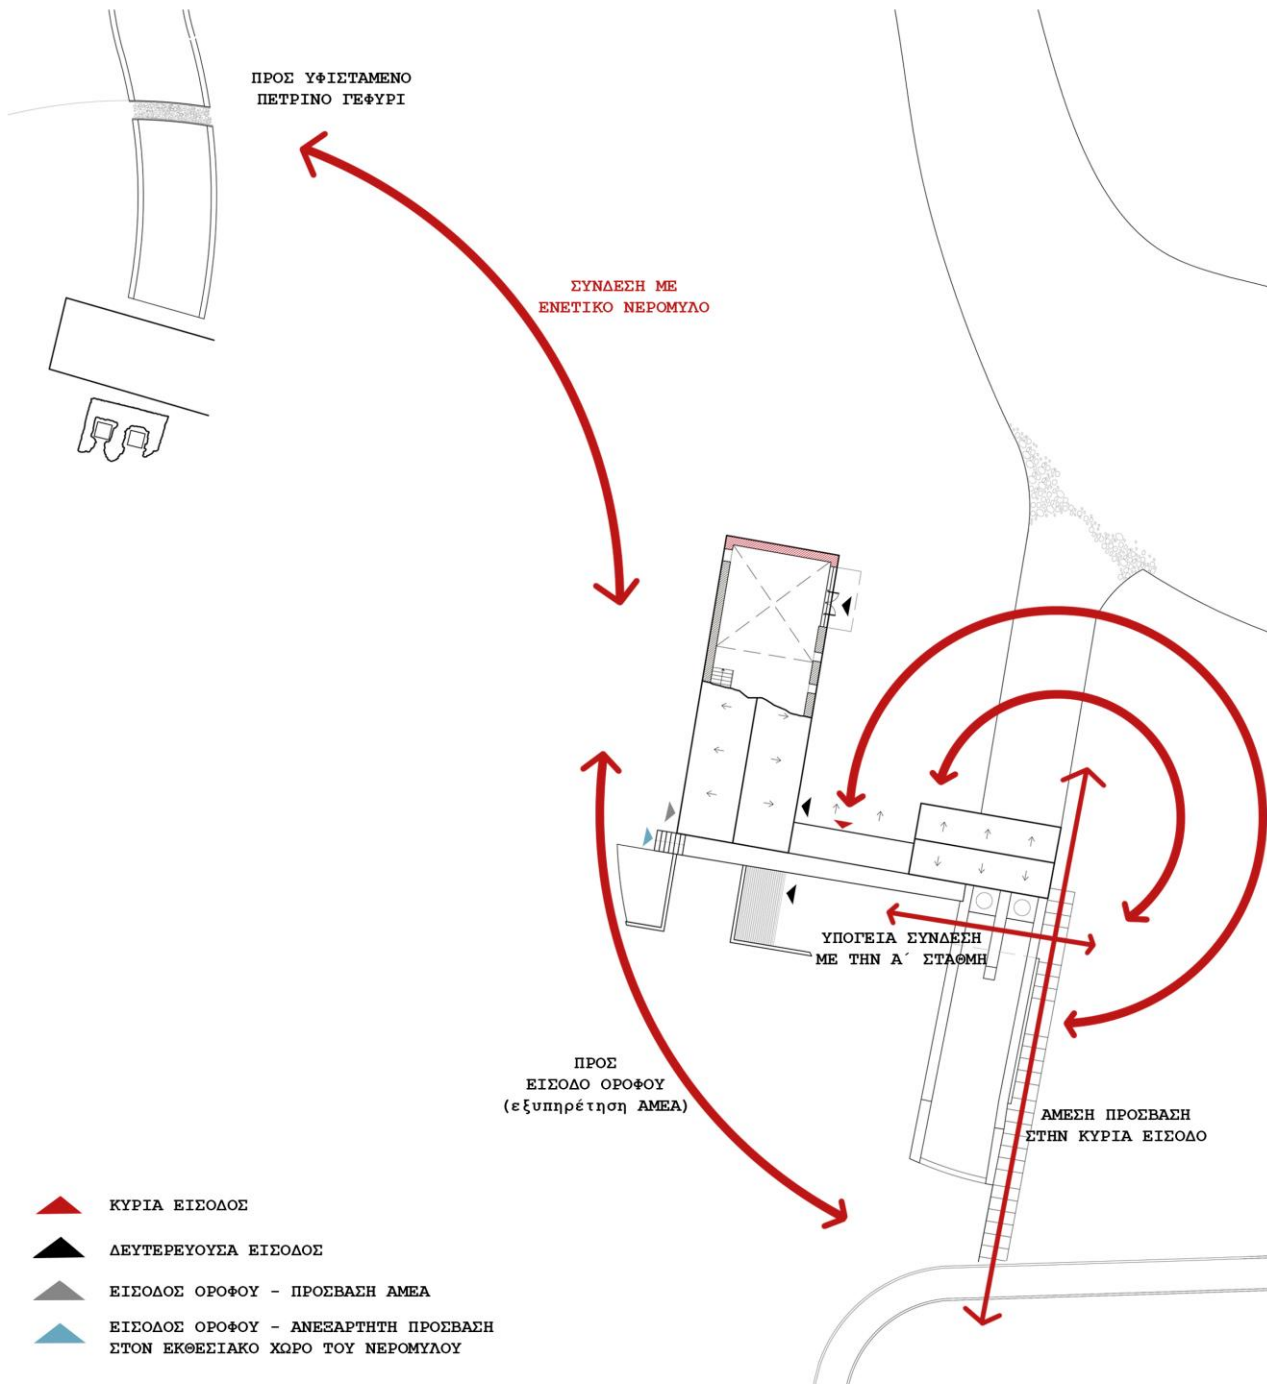 ΠΡΟΣ ΥΦΙΣΤΑΜΕΝΟ
ΠΕΤΡΙΝΟ ΓΕΦΥΡΙ
ΣΥΝΔΕΣΗ ΜΕ
ΕΝΕΤΙΚΟ ΝΕΡΟΜΥΛΟ
ΥΠΟΓΕΙΑ ΣΥΝΔΕΣΗ
ΜΕ ΤΗΝ Α΄ ΣΤΑΘΜΗ
ΠΡΟΣ
ΕΙΣΟΔΟ ΟΡΟΦΟΥ
(εξυπηρέτηση ΑΜΕΑ)
ΑΜΕΣΗ ΠΡΟΣΒΑΣΗ
ΣΤΗΝ ΚΥΡΙΑ ΕΙΣΟΔΟ
ΚΥΡΙΑ ΕΙΣΟΔΟΣ
ΔΕΥΤΕΡΕΥΟΥΣΑ ΕΙΣΟΔΟΣ
ΕΙΣΟΔΟΣ ΟΡΟΦΟΥ - ΠΡΟΣΒΑΣΗ ΑΜΕΑ
ΕΙΣΟΔΟΣ ΟΡΟΦΟΥ - ΑΝΕΞΑΡΤΗΤΗ ΠΡΟΣΒΑΣΗ
ΣΤΟΝ ΕΚΘΕΣΙΑΚΟ ΧΩΡΟ ΤΟΥ ΝΕΡΟΜΥΛΟΥ